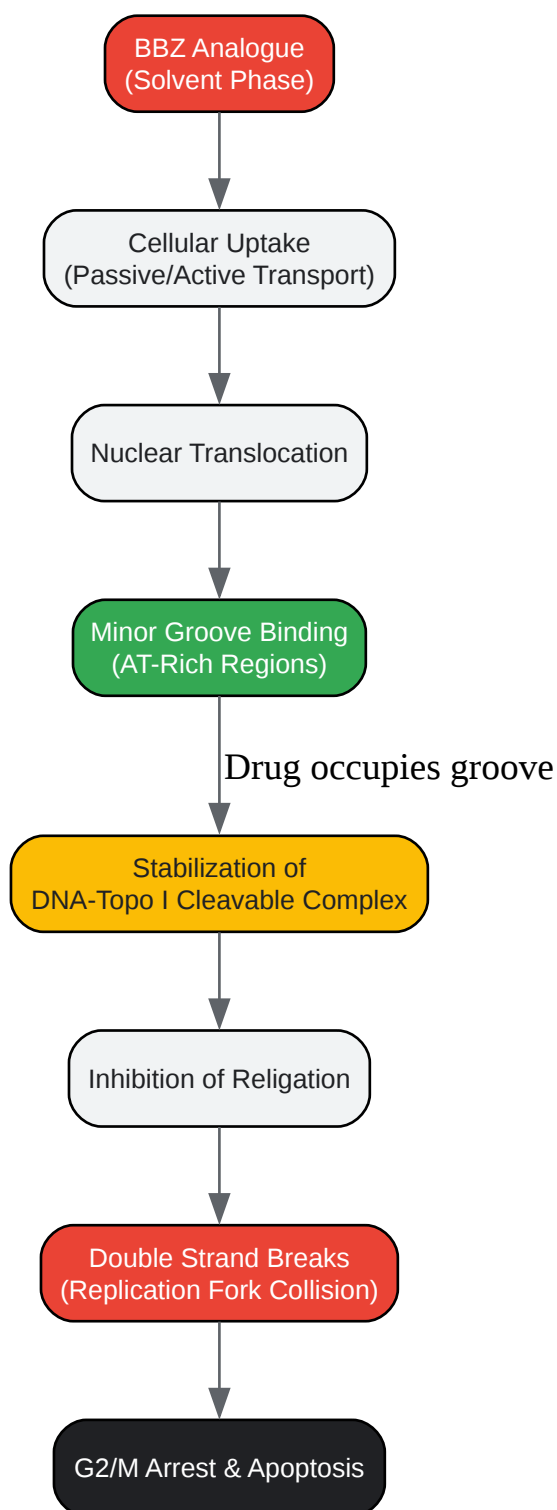 BBZ Analogue
(Solvent Phase)
Cellular Uptake
(Passive/Active Transport)
Nuclear Translocation
Minor Groove Binding
(AT-Rich Regions)
Drug occupies groove
Stabilization of
DNA-Topo I Cleavable Complex
Inhibition of Religation
Double Strand Breaks
(Replication Fork Collision)
G2/M Arrest & Apoptosis